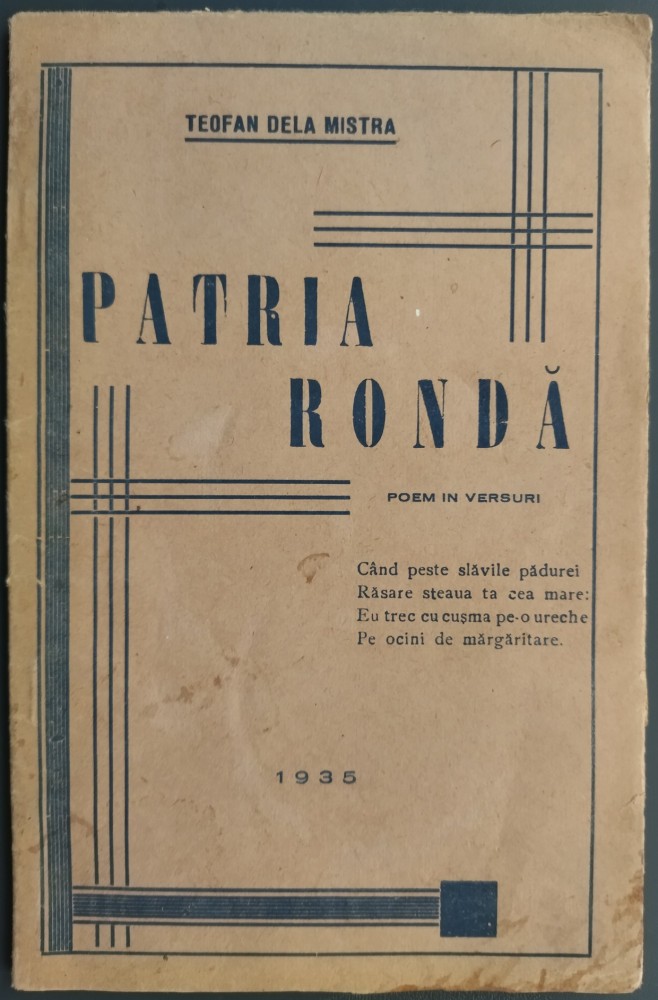 TEOFAN DELA MISTRA
PATRIA
RONDĂ
POEM IN VERSURI
Când peste slăvile pădurei
Răsare steaua ta cea mare:
Eu trec cu cușma pe-o ureche
Pe ocini de mărgăritare.
1935